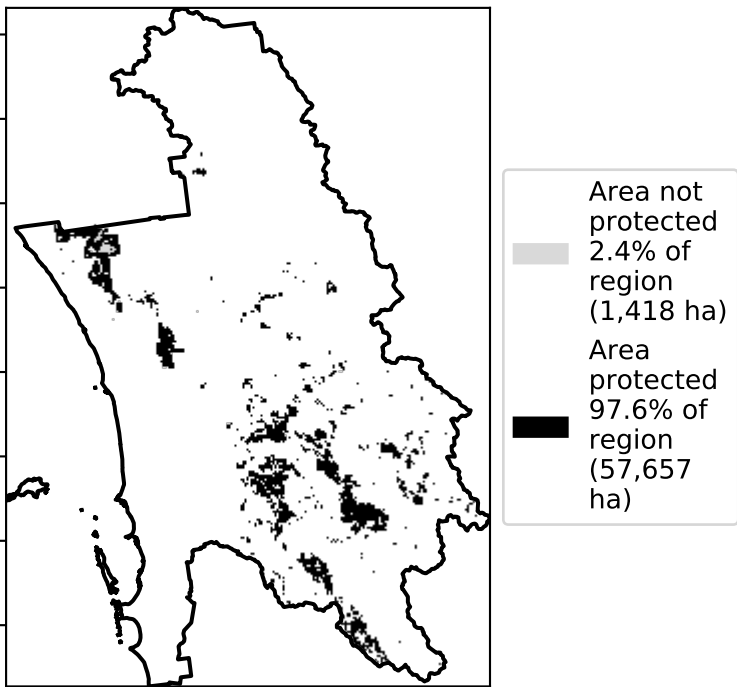 Area not
protected
2.4% of
region
(1,418 ha)
Area
protected
97.6% of
region
(57,657
ha)